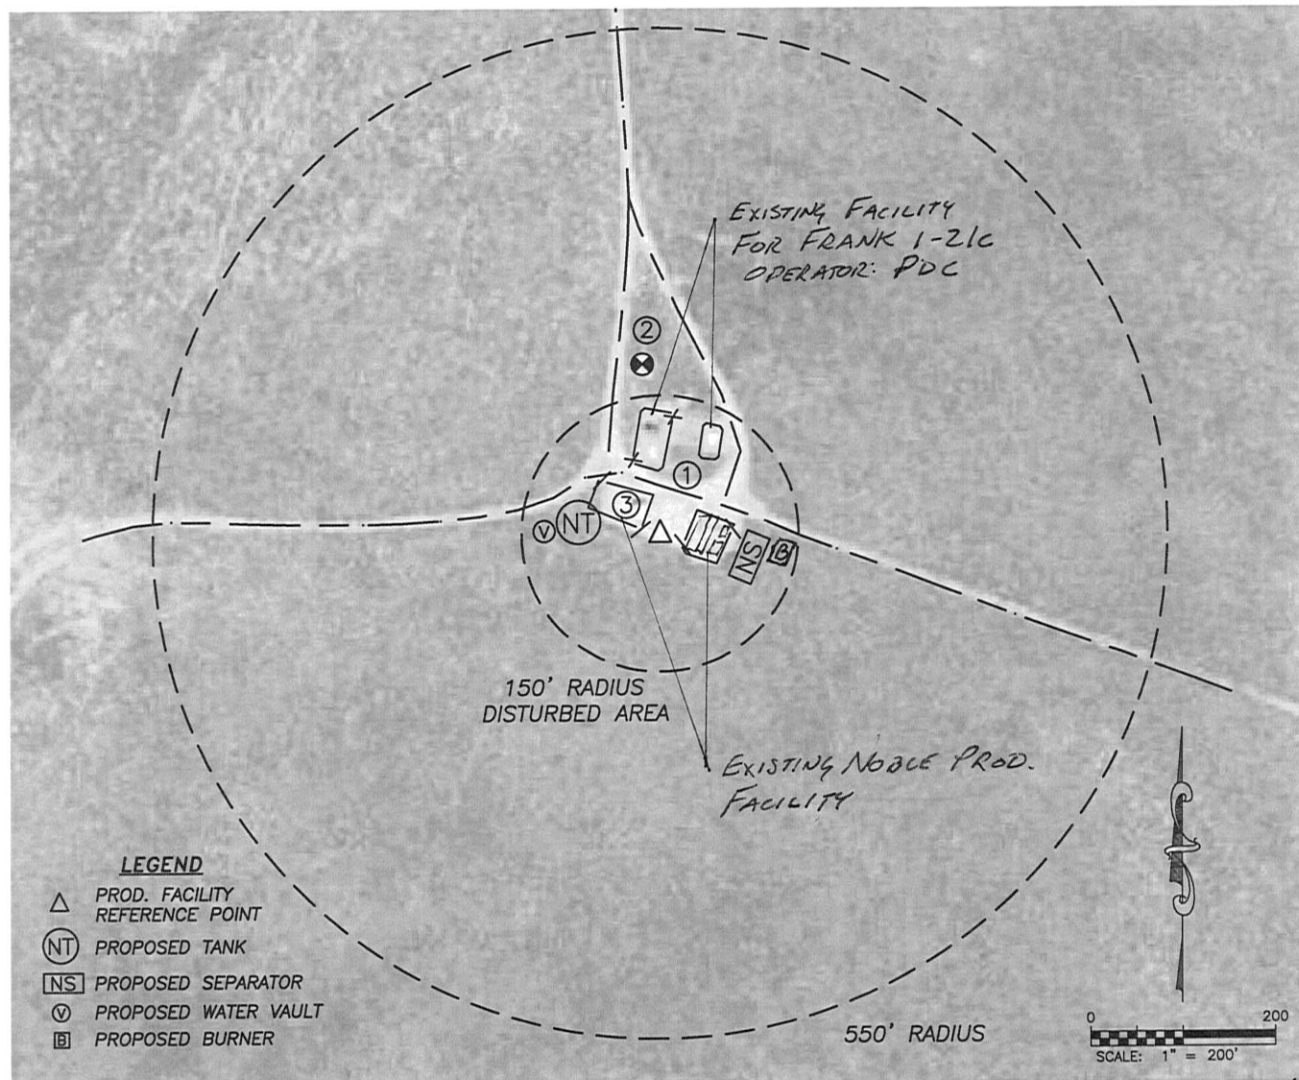 EXISTING FACILITY
FOR FRANK 1-21C
OPERATOR: PDC
2
1
3
V
NT
NS
B
150' RADIUS
DISTURBED AREA
EXISTING NOBLE PROD.
FACILITY
LEGEND
PROD. FACILITY
REFERENCE POINT
NT PROPOSED TANK
NS PROPOSED SEPARATOR
V PROPOSED WATER VAULT
B PROPOSED BURNER
550' RADIUS
0 200
SCALE: 1" = 200'